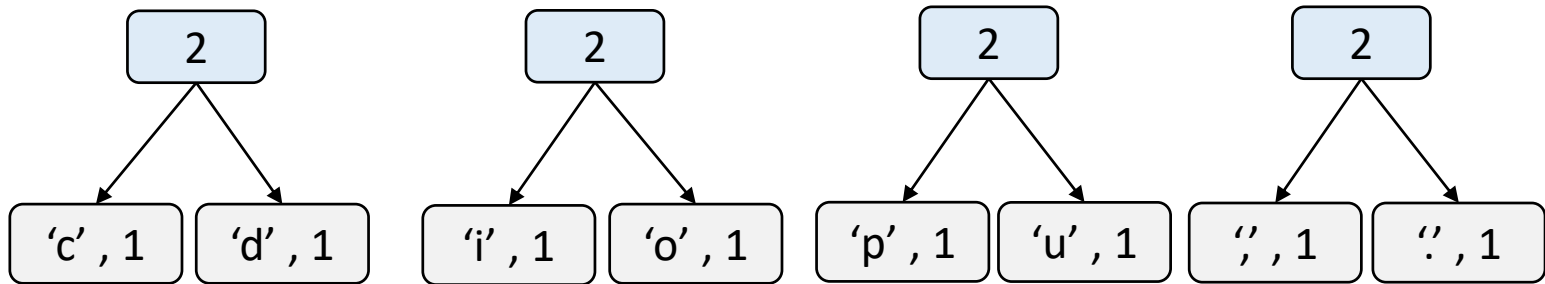 2 2 2 2
‘c’ , 1 ‘d’ , 1 ‘i’ , 1 ‘o’ , 1 ‘p’ , 1 ‘u’ , 1 ‘,’ , 1 ‘.’ , 1